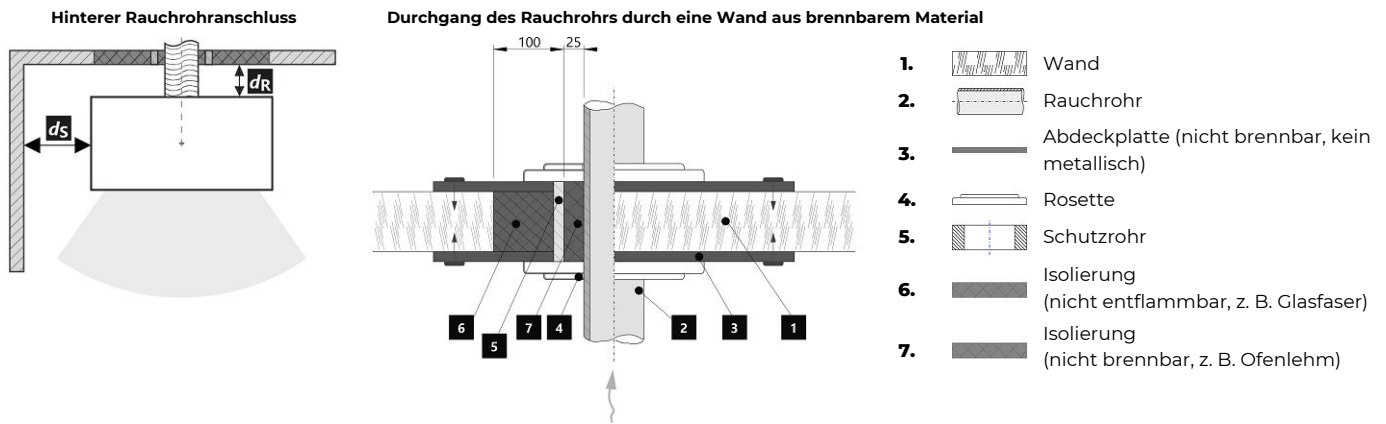 Hinterer Rauchrohranschluss
dR
dS
Durchgang des Rauchrohrs durch eine Wand aus brennbarem Material
100 25
6 5 7 4 2 3 1
1. Wand
2. Rauchrohr
3. Abdeckplatte (nicht brennbar, kein
metallisch)
4. Rosette
5. Schutzrohr
6. Isolierung
(nicht entflammbar, z. B. Glasfaser)
7. Isolierung
(nicht brennbar, z. B. Ofenlehm)